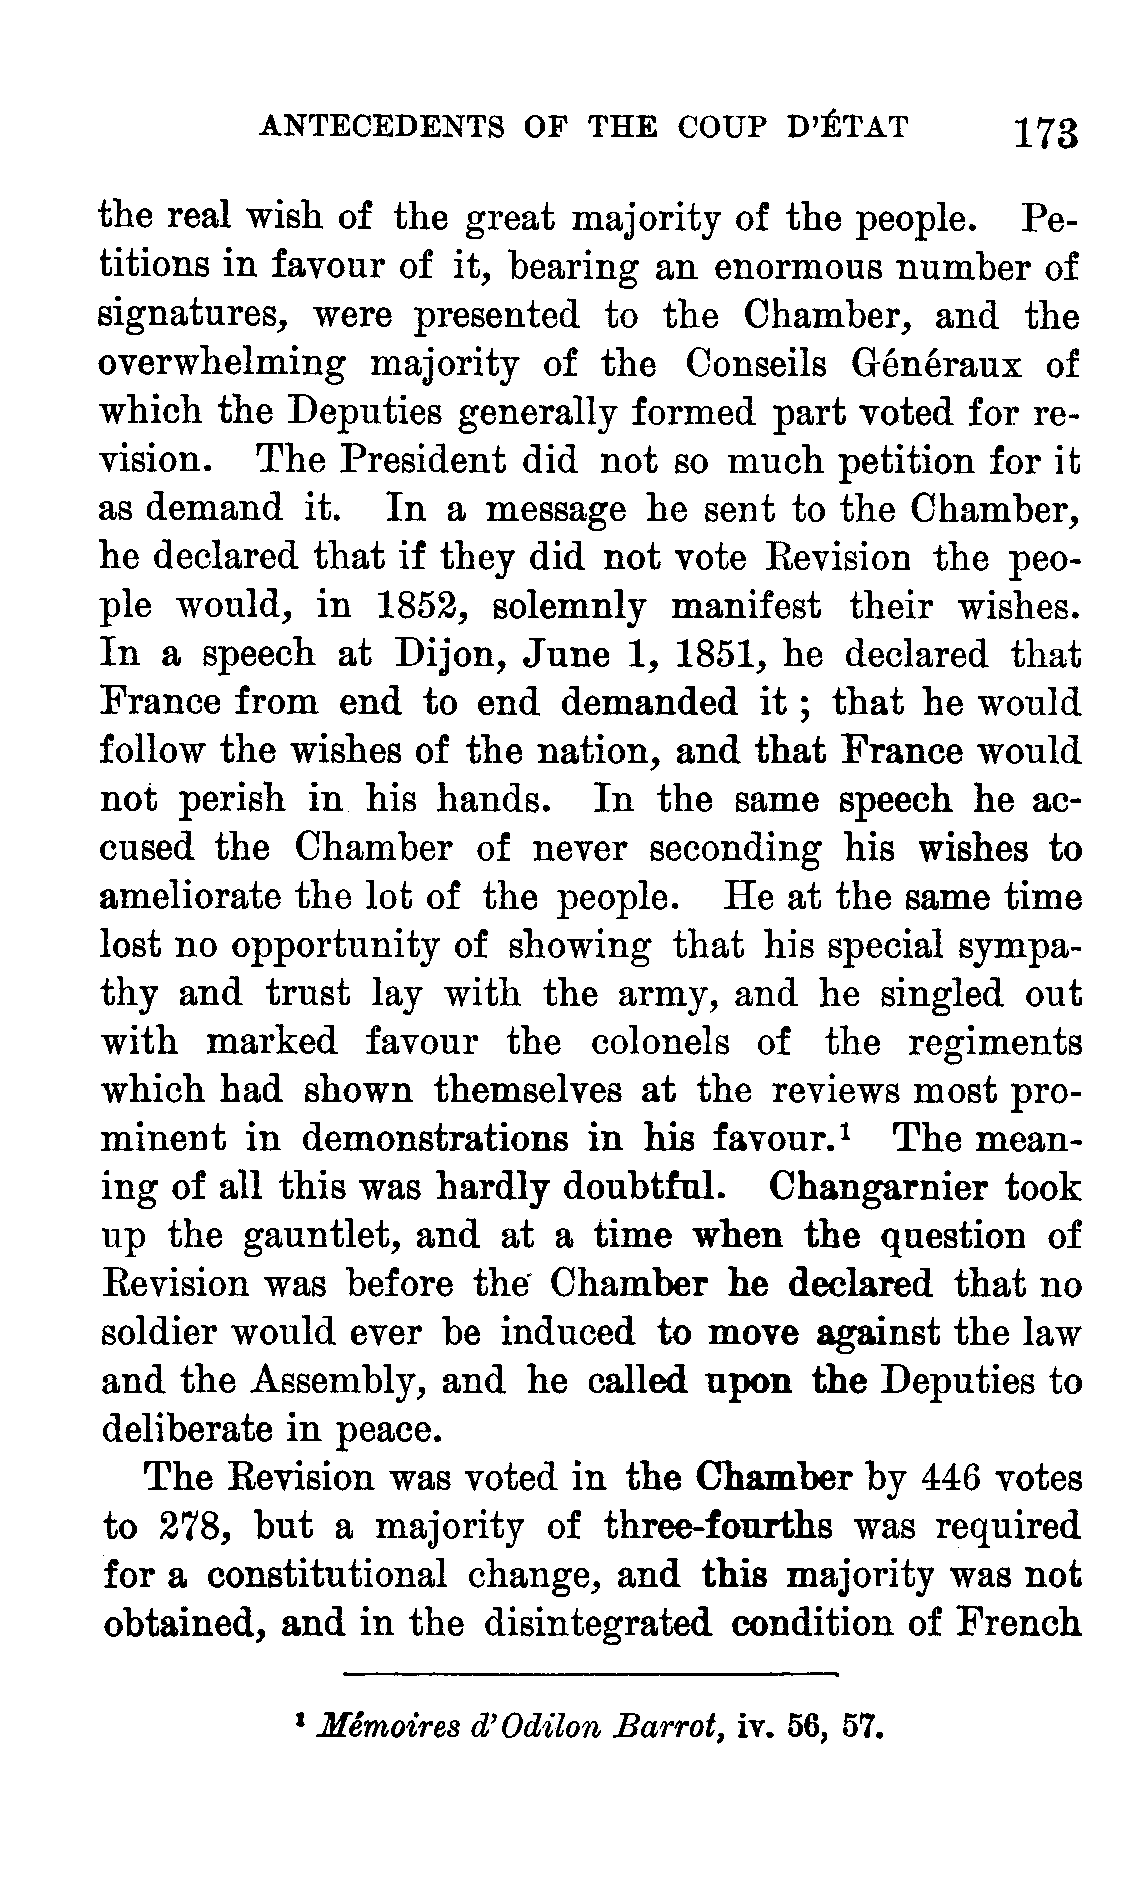 ANTECEDENTS OF THE COUP D'ÉTAT 173
the real wish of the great majority of the people. Pe-
titions in favour of it, bearing an enormous number of
signatures, were presented to the Chamber, and the
overwhelming majority of the Conseils Généraux of
which the Deputies generally formed part voted for re-
vision. The President did not so much petition for it
as demand it. In a message he sent to the Chamber,
he declared that if they did not vote Revision the peo-
ple would, in 1852, solemnly manifest their wishes.
In a speech at Dijon, June 1, 1851, he declared that
France from end to end demanded it ; that he would
follow the wishes of the nation, and that France would
not perish in his hands. In the same speech he ac-
cused the Chamber of never seconding his wishes to
ameliorate the lot of the people. He at the same time
lost no opportunity of showing that his special sympa-
thy and trust lay with the army, and he singled out
with marked favour the colonels of the regiments
which had shown themselves at the reviews most pro-
minent in demonstrations in his favour.¹ The mean-
ing of all this was hardly doubtful. Changarnier took
up the gauntlet, and at a time when the question of
Revision was before the Chamber he declared that no
soldier would ever be induced to move against the law
and the Assembly, and he called upon the Deputies to
deliberate in peace.
The Revision was voted in the Chamber by 446 votes
to 278, but a majority of three-fourths was required
for a constitutional change, and this majority was not
obtained, and in the disintegrated condition of French
¹ Mémoires d'Odilon Barrot, iv. 56, 57.